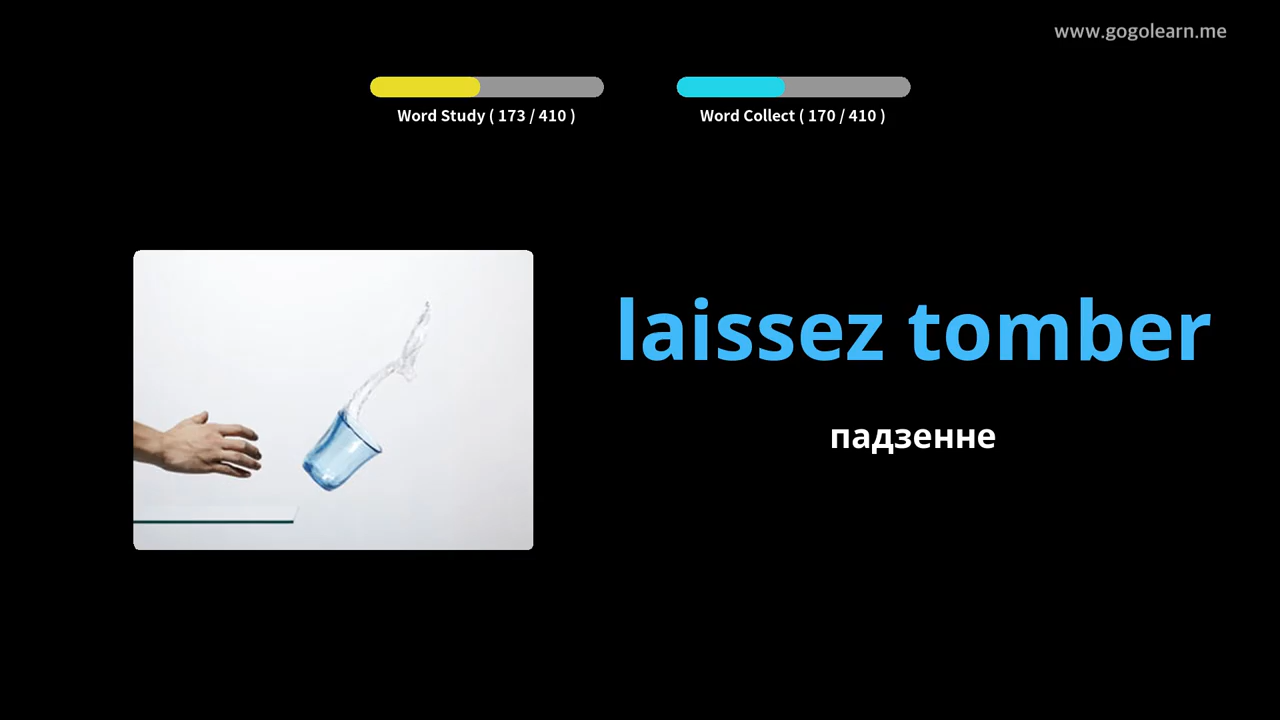 www.gogolearn.me
Word Study ( 173 / 410 )
Word Collect ( 170 / 410 )
laissez tomber
падзенне